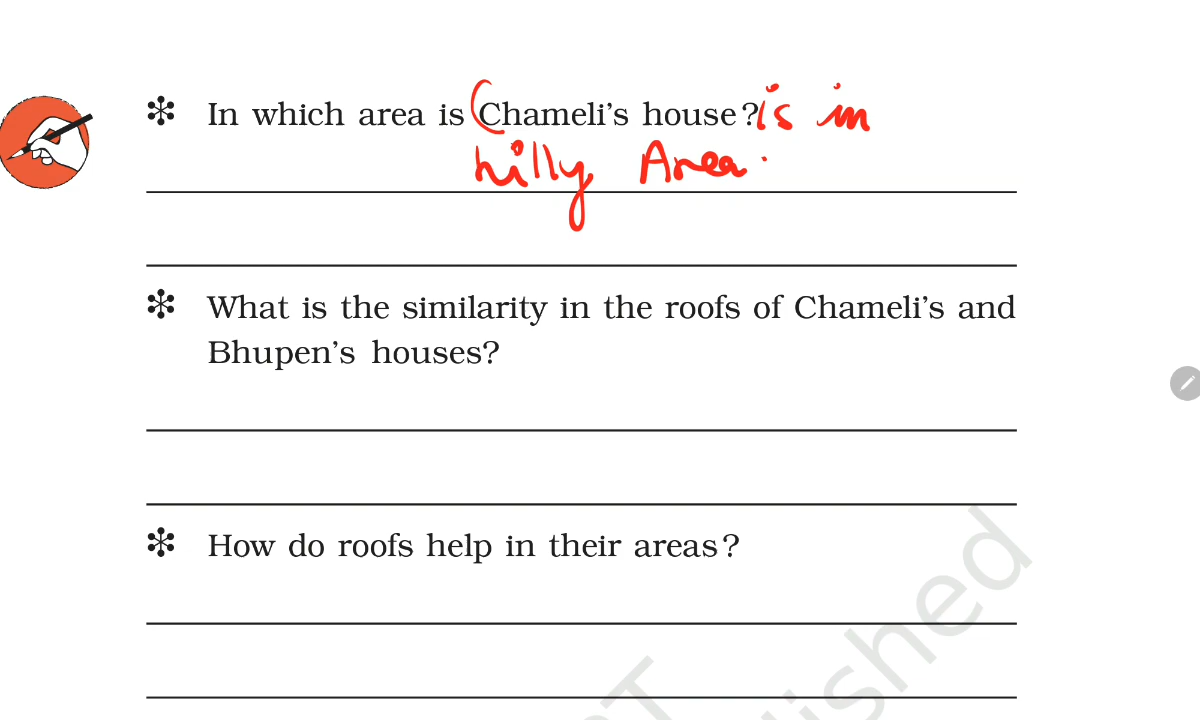 In which area is (Chameli's house? is in
hilly Area.
What is the similarity in the roofs of Chameli's and
Bhupen's houses?
How do roofs help in their areas?
shed